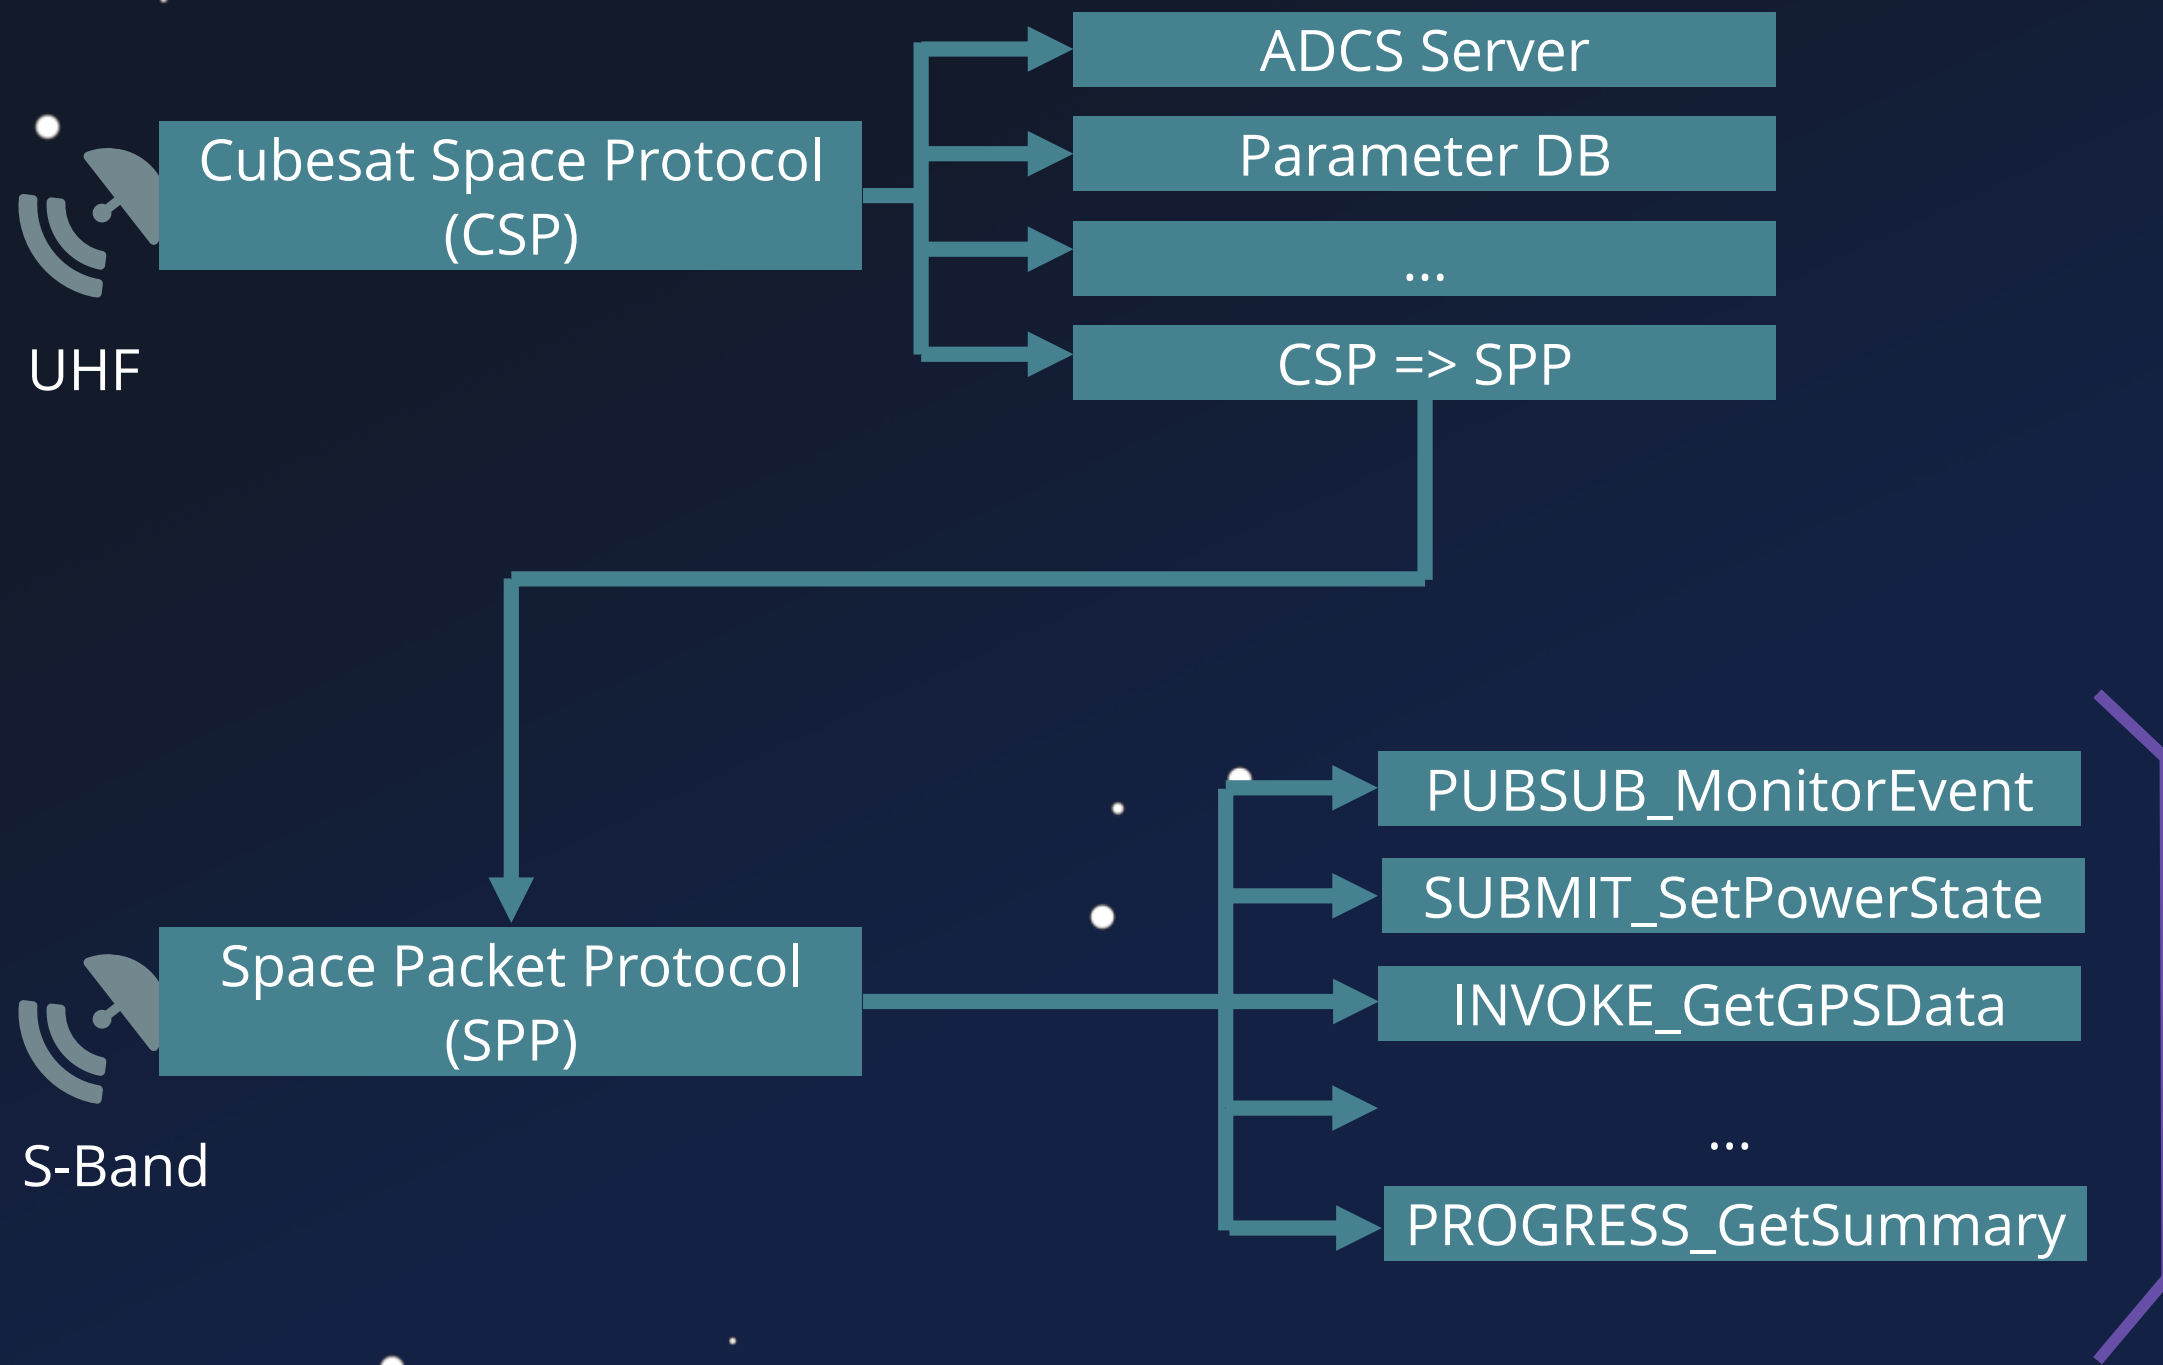 ADCS Server
Cubesat Space Protocol
(CSP)
Parameter DB
...
UHF
CSP => SPP
PUBSUB_MonitorEvent
SUBMIT_SetPowerState
Space Packet Protocol
(SPP)
INVOKE_GetGPSData
...
S-Band
PROGRESS_GetSummary